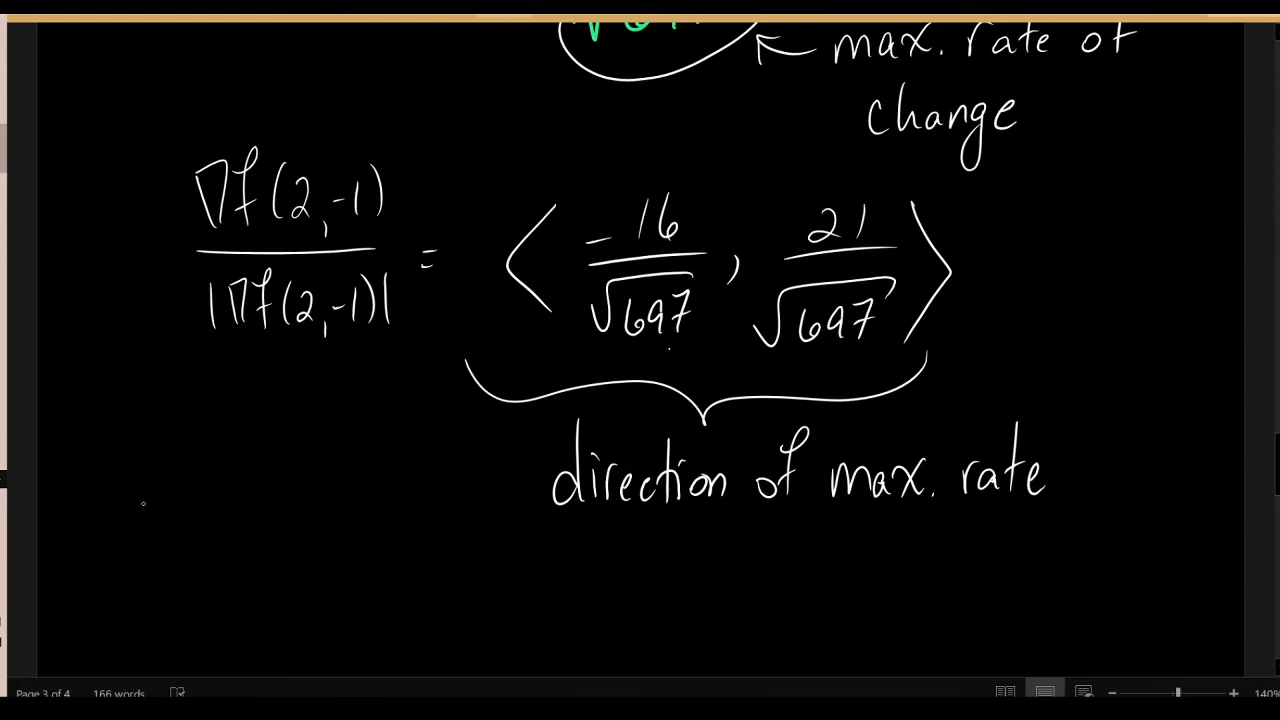 max. rate of
change
∇f(2,-1) / |∇f(2,-1)| = < -16/√697 , 21/√697 >
direction of max. rate
Page 3 of 4 166 words 140%